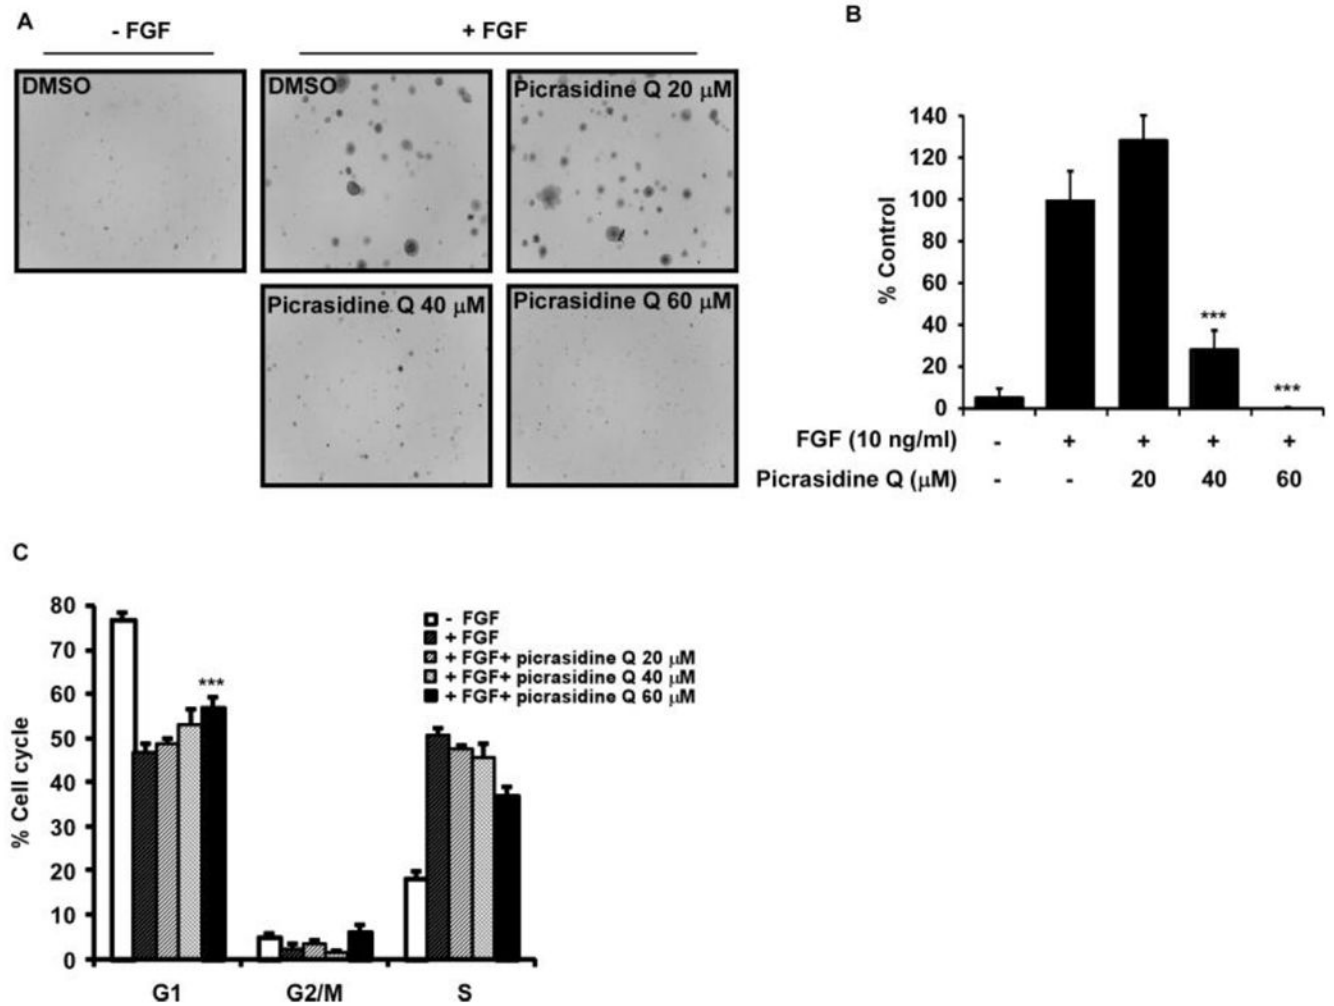 A
- FGF
+ FGF
DMSO
DMSO
Picrasidine Q 20 μM
Picrasidine Q 40 μM
Picrasidine Q 60 μM
B
140
120
100
80
60
40
20
0
% Control
***
***
FGF (10 ng/ml) - + + + +
Picrasidine Q (μM) - - 20 40 60
C
80
70
60
50
40
30
20
10
0
% Cell cycle
***
- FGF
+ FGF
+ FGF+ picrasidine Q 20 μM
+ FGF+ picrasidine Q 40 μM
+ FGF+ picrasidine Q 60 μM
G1 G2/M S